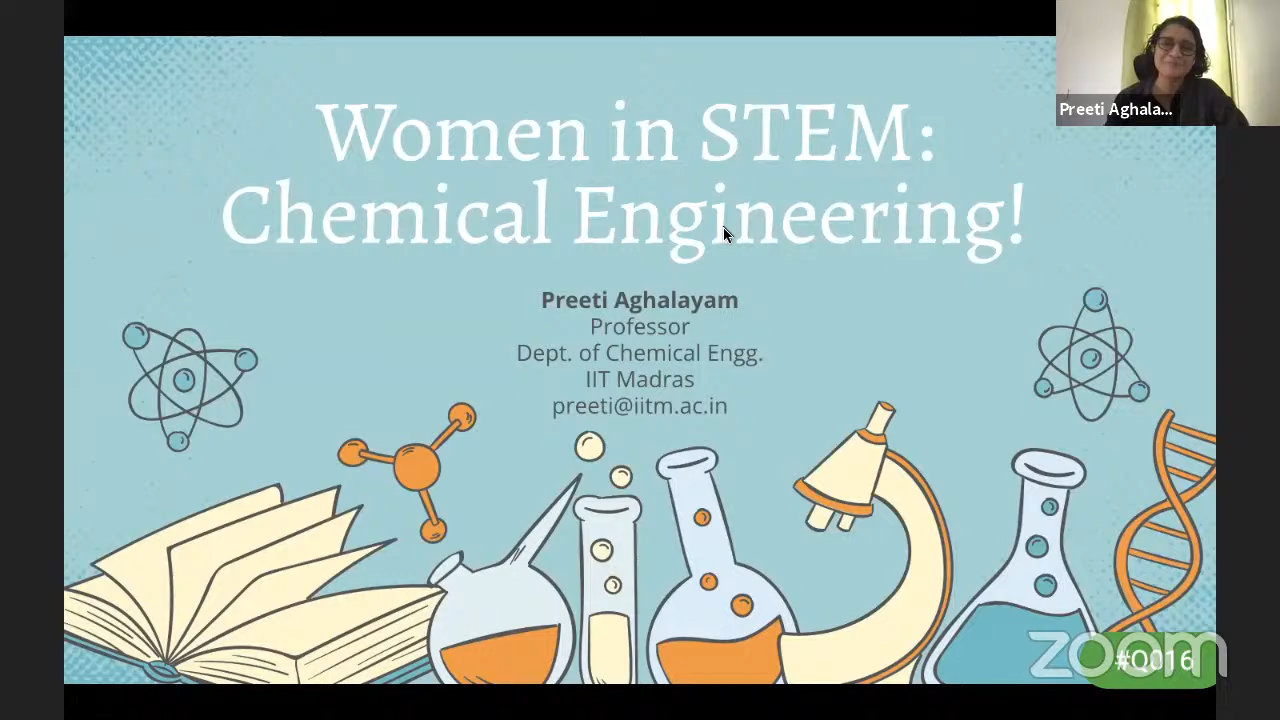 Women in STEM:
Chemical Engineering!
Preeti Aghala...
Preeti Aghalayam
Professor
Dept. of Chemical Engg.
IIT Madras
preeti@iitm.ac.in
zoom
#Q016